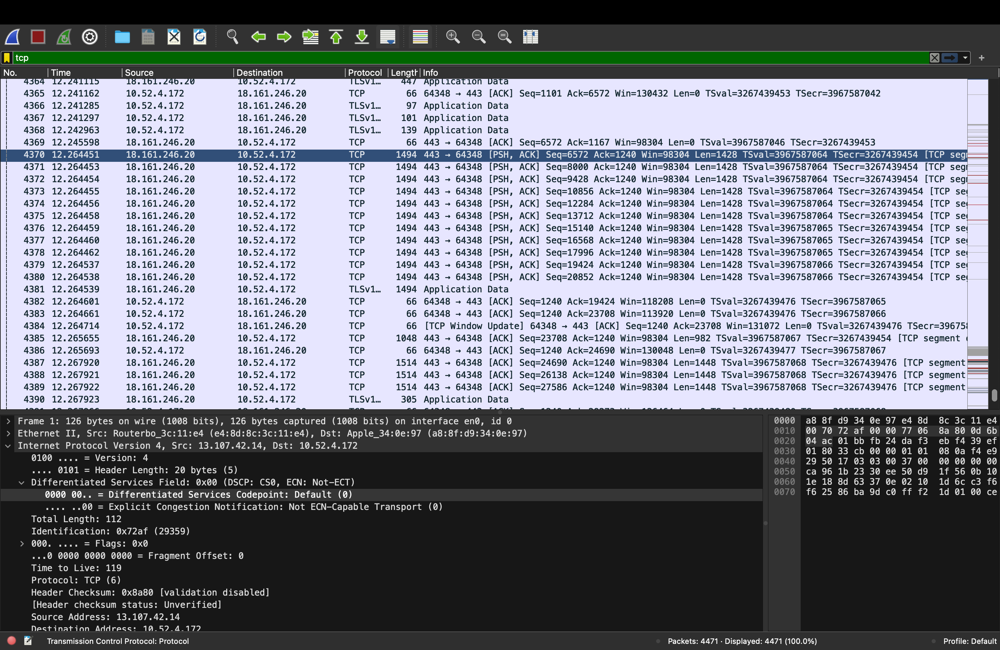 tcp
No. Time Source Destination Protocol Length Info
4364 12.241115 18.161.246.20 10.52.4.172 TLSv1… 447 Application Data
4365 12.241162 10.52.4.172 18.161.246.20 TCP 66 64348 → 443 [ACK] Seq=1101 Ack=6572 Win=130432 Len=0 TSval=3267439453 TSecr=3967587042
4366 12.241285 10.52.4.172 18.161.246.20 TLSv1… 97 Application Data
4367 12.241297 10.52.4.172 18.161.246.20 TLSv1… 101 Application Data
4368 12.242963 10.52.4.172 18.161.246.20 TLSv1… 139 Application Data
4369 12.245598 18.161.246.20 10.52.4.172 TCP 66 443 → 64348 [ACK] Seq=6572 Ack=1167 Win=98304 Len=0 TSval=3967587046 TSecr=3267439453
4370 12.264451 18.161.246.20 10.52.4.172 TCP 1494 443 → 64348 [PSH, ACK] Seq=6572 Ack=1240 Win=98304 Len=1428 TSval=3967587064 TSecr=3267439454 [TCP seg
4371 12.264453 18.161.246.20 10.52.4.172 TCP 1494 443 → 64348 [PSH, ACK] Seq=8000 Ack=1240 Win=98304 Len=1428 TSval=3967587064 TSecr=3267439454 [TCP seg
4372 12.264454 18.161.246.20 10.52.4.172 TCP 1494 443 → 64348 [PSH, ACK] Seq=9428 Ack=1240 Win=98304 Len=1428 TSval=3967587064 TSecr=3267439454 [TCP seg
4373 12.264455 18.161.246.20 10.52.4.172 TCP 1494 443 → 64348 [PSH, ACK] Seq=10856 Ack=1240 Win=98304 Len=1428 TSval=3967587064 TSecr=3267439454 [TCP se
4374 12.264456 18.161.246.20 10.52.4.172 TCP 1494 443 → 64348 [PSH, ACK] Seq=12284 Ack=1240 Win=98304 Len=1428 TSval=3967587064 TSecr=3267439454 [TCP se
4375 12.264458 18.161.246.20 10.52.4.172 TCP 1494 443 → 64348 [PSH, ACK] Seq=13712 Ack=1240 Win=98304 Len=1428 TSval=3967587064 TSecr=3267439454 [TCP se
4376 12.264459 18.161.246.20 10.52.4.172 TCP 1494 443 → 64348 [PSH, ACK] Seq=15140 Ack=1240 Win=98304 Len=1428 TSval=3967587065 TSecr=3267439454 [TCP se
4377 12.264460 18.161.246.20 10.52.4.172 TCP 1494 443 → 64348 [PSH, ACK] Seq=16568 Ack=1240 Win=98304 Len=1428 TSval=3967587065 TSecr=3267439454 [TCP se
4378 12.264462 18.161.246.20 10.52.4.172 TCP 1494 443 → 64348 [PSH, ACK] Seq=17996 Ack=1240 Win=98304 Len=1428 TSval=3967587065 TSecr=3267439454 [TCP se
4379 12.264537 18.161.246.20 10.52.4.172 TCP 1494 443 → 64348 [PSH, ACK] Seq=19424 Ack=1240 Win=98304 Len=1428 TSval=3967587066 TSecr=3267439454 [TCP se
4380 12.264538 18.161.246.20 10.52.4.172 TCP 1494 443 → 64348 [PSH, ACK] Seq=20852 Ack=1240 Win=98304 Len=1428 TSval=3967587066 TSecr=3267439454 [TCP se
4381 12.264539 18.161.246.20 10.52.4.172 TLSv1… 1494 Application Data
4382 12.264601 10.52.4.172 18.161.246.20 TCP 66 64348 → 443 [ACK] Seq=1240 Ack=19424 Win=118208 Len=0 TSval=3267439476 TSecr=3967587065
4383 12.264661 10.52.4.172 18.161.246.20 TCP 66 64348 → 443 [ACK] Seq=1240 Ack=23708 Win=113920 Len=0 TSval=3267439476 TSecr=3967587066
4384 12.264714 10.52.4.172 18.161.246.20 TCP 66 [TCP Window Update] 64348 → 443 [ACK] Seq=1240 Ack=23708 Win=131072 Len=0 TSval=3267439476 TSecr=39675
4385 12.265655 18.161.246.20 10.52.4.172 TCP 1048 443 → 64348 [ACK] Seq=23708 Ack=1240 Win=98304 Len=982 TSval=3967587067 TSecr=3267439454 [TCP segment
4386 12.265693 10.52.4.172 18.161.246.20 TCP 66 64348 → 443 [ACK] Seq=1240 Ack=24690 Win=130048 Len=0 TSval=3267439477 TSecr=3967587067
4387 12.267920 18.161.246.20 10.52.4.172 TCP 1514 443 → 64348 [ACK] Seq=24690 Ack=1240 Win=98304 Len=1448 TSval=3967587068 TSecr=3267439476 [TCP segment
4388 12.267921 18.161.246.20 10.52.4.172 TCP 1514 443 → 64348 [ACK] Seq=26138 Ack=1240 Win=98304 Len=1448 TSval=3967587068 TSecr=3267439476 [TCP segment
4389 12.267922 18.161.246.20 10.52.4.172 TCP 1514 443 → 64348 [ACK] Seq=27586 Ack=1240 Win=98304 Len=1448 TSval=3967587068 TSecr=3267439476 [TCP segment
4390 12.267923 18.161.246.20 10.52.4.172 TLSv1… 305 Application Data
Frame 1: 126 bytes on wire (1008 bits), 126 bytes captured (1008 bits) on interface en0, id 0
Ethernet II, Src: Routerbo_3c:11:e4 (e4:8d:8c:3c:11:e4), Dst: Apple_34:0e:97 (a8:8f:d9:34:0e:97)
Internet Protocol Version 4, Src: 13.107.42.14, Dst: 10.52.4.172
0100 .... = Version: 4
.... 0101 = Header Length: 20 bytes (5)
Differentiated Services Field: 0x00 (DSCP: CS0, ECN: Not-ECT)
0000 00.. = Differentiated Services Codepoint: Default (0)
.... ..00 = Explicit Congestion Notification: Not ECN-Capable Transport (0)
Total Length: 112
Identification: 0x72af (29359)
000. .... = Flags: 0x0
...0 0000 0000 0000 = Fragment Offset: 0
Time to Live: 119
Protocol: TCP (6)
Header Checksum: 0x8a80 [validation disabled]
[Header checksum status: Unverified]
Source Address: 13.107.42.14
Destination Address: 10.52.4.172
0000 a8 8f d9 34 0e 97 e4 8d 8c 3c 11 e4
0010 00 70 72 af 00 00 77 06 8a 80 0d 6b
0020 04 ac 01 bb fb 24 da f3 eb f4 39 ef
0030 01 80 33 cb 00 00 01 01 08 0a f4 e9
0040 29 50 17 03 03 00 37 00 00 00 00 00
0050 ca 96 1b 23 30 ee 50 d9 1f 56 0b 10
0060 1e 18 8d 63 37 0e 02 10 1d 6c c3 f6
0070 f6 25 86 ba 9d c0 ff f2 1d 01 00 ce
Transmission Control Protocol: Protocol
Packets: 4471 · Displayed: 4471 (100.0%)
Profile: Default